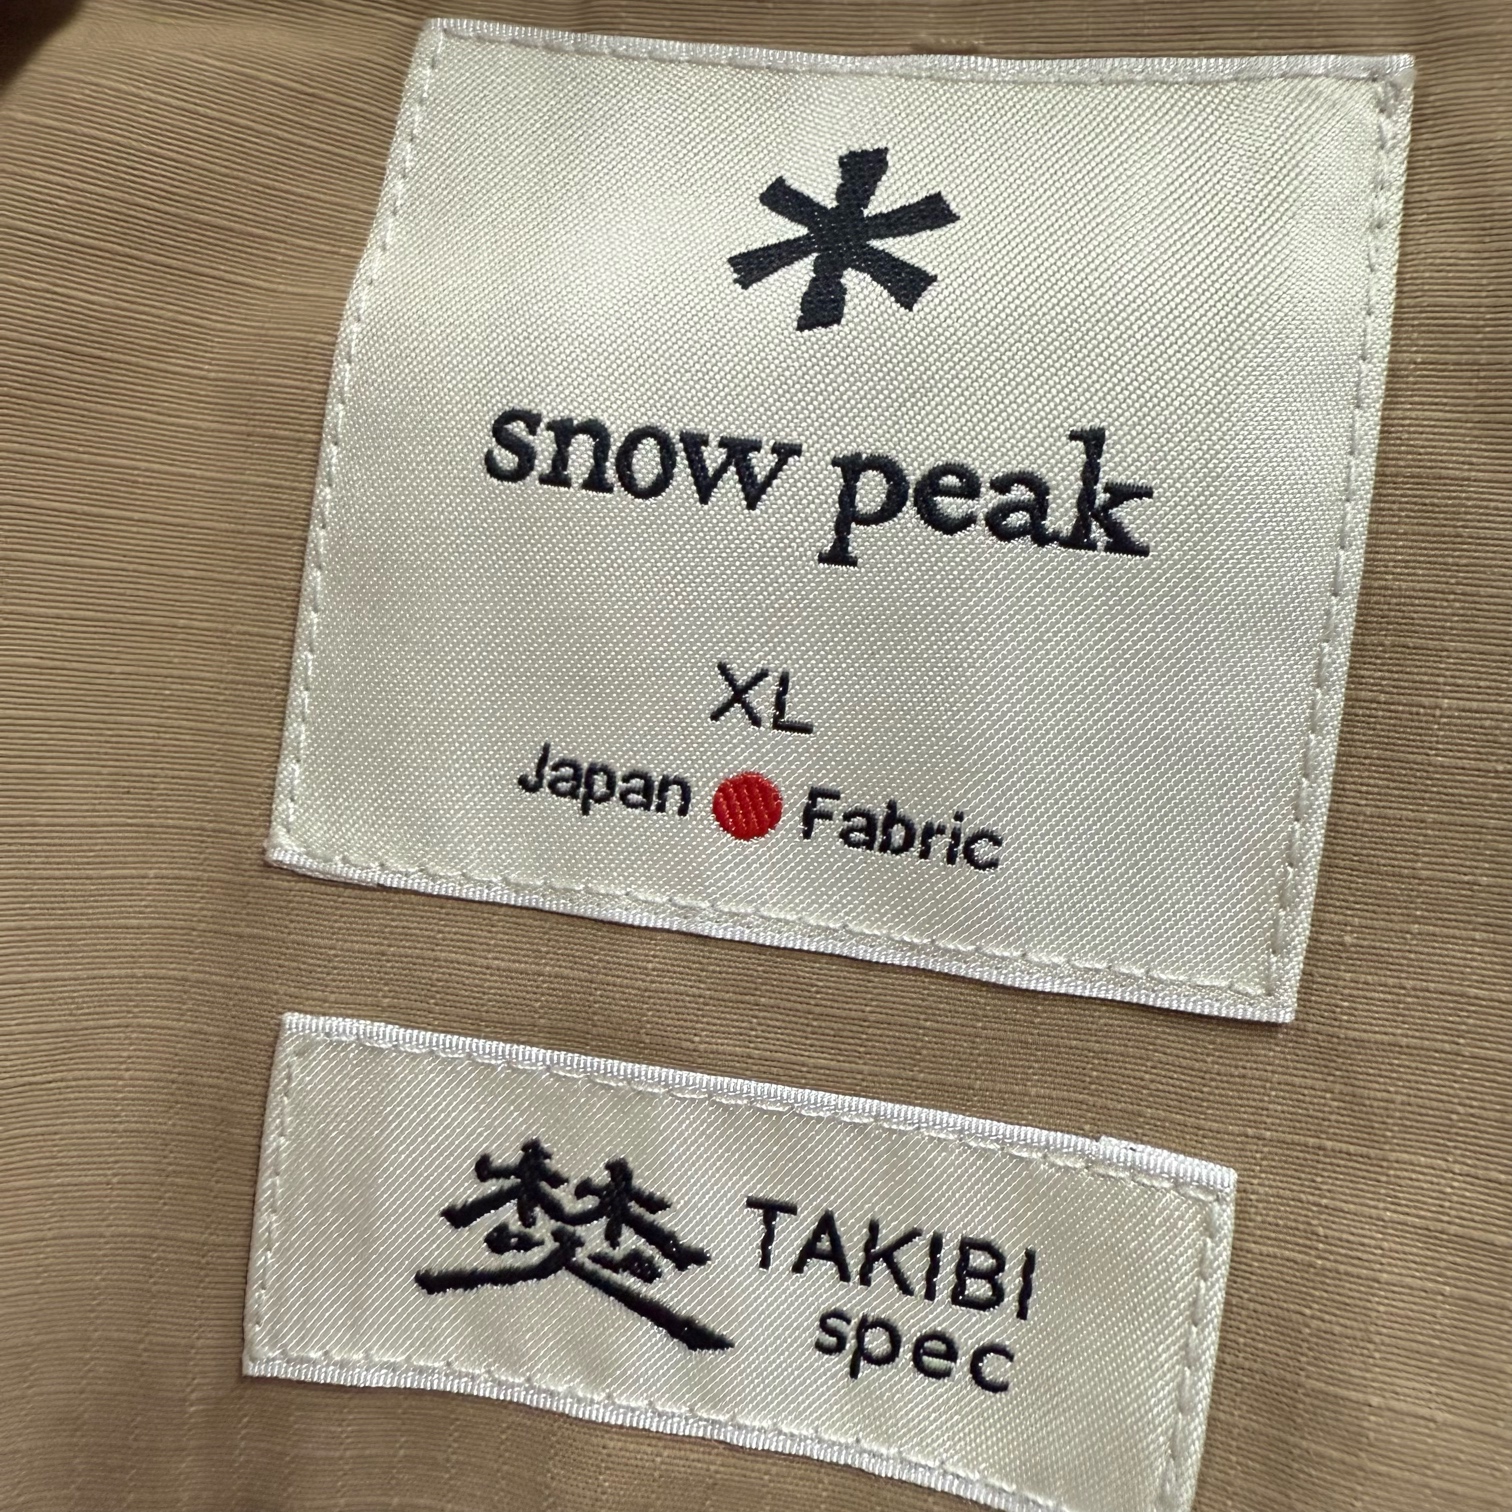 snow peak
XL
Japan Fabric
焚 TAKIBI
spec